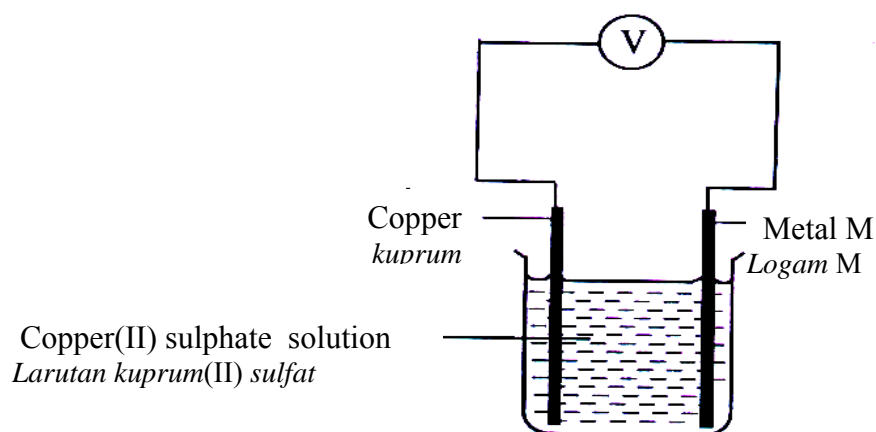 V
Copper
kuprum
Metal M
Logam M
Copper(II) sulphate solution
Larutan kuprum(II) sulfat